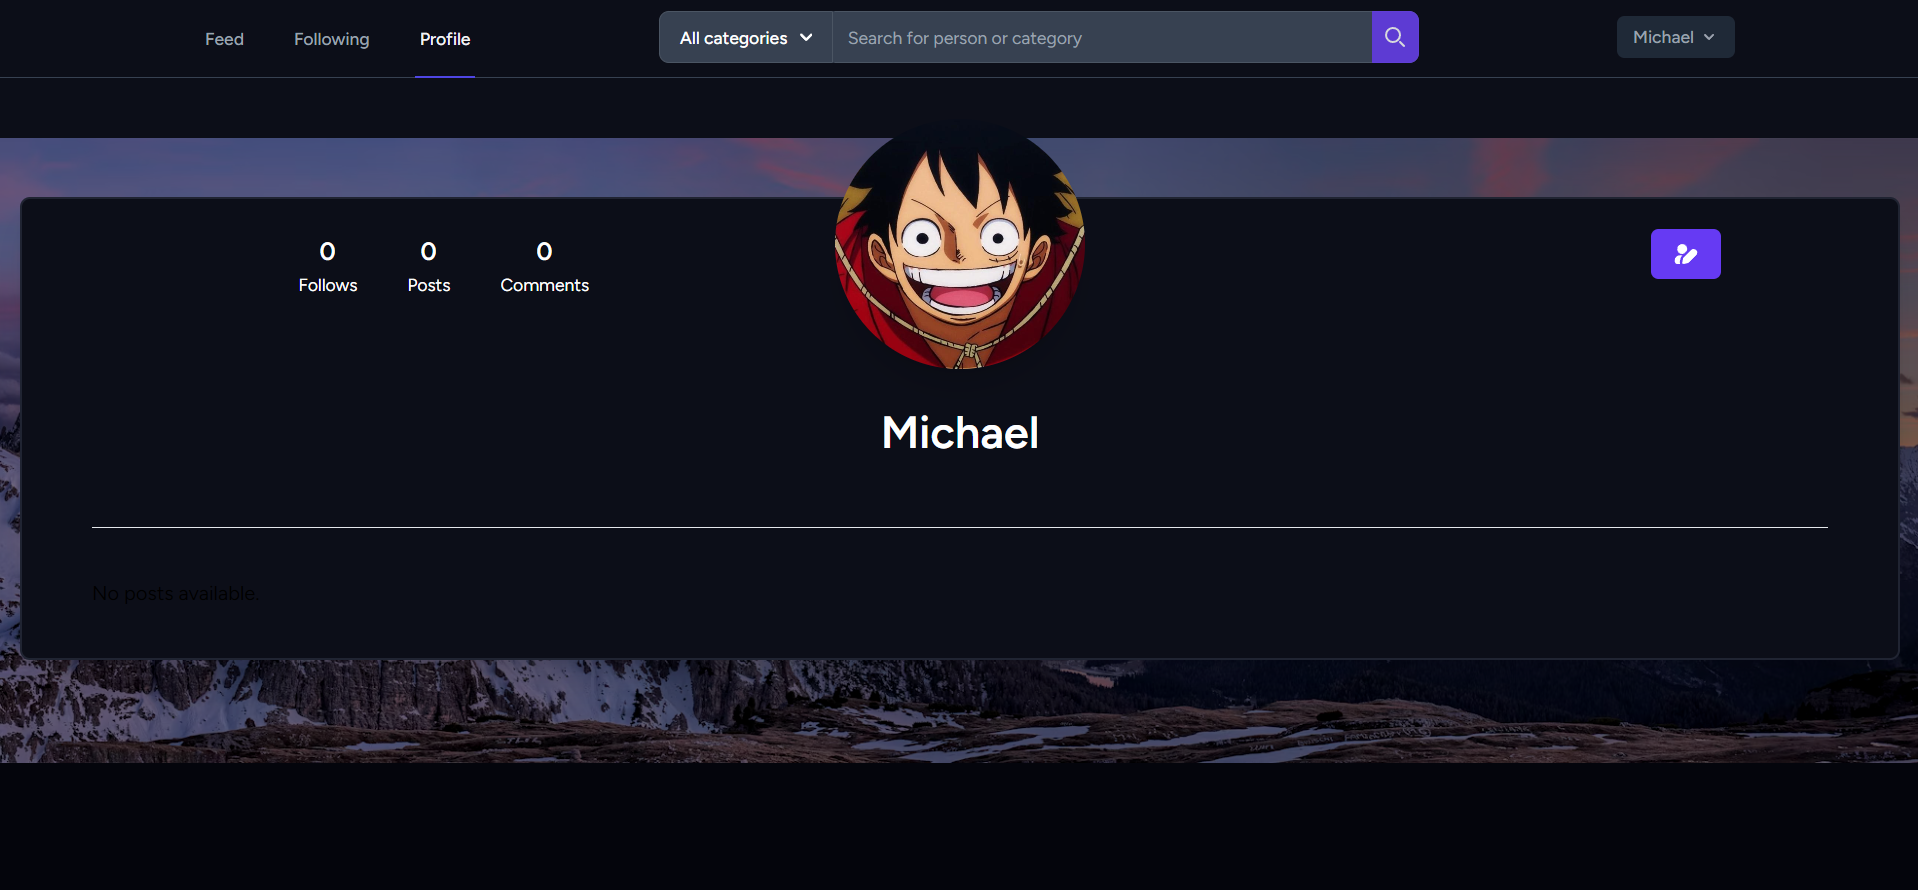 Feed Following Profile All categories Search for person or category Michael
0 0 0
Follows Posts Comments
Michael
No posts available.